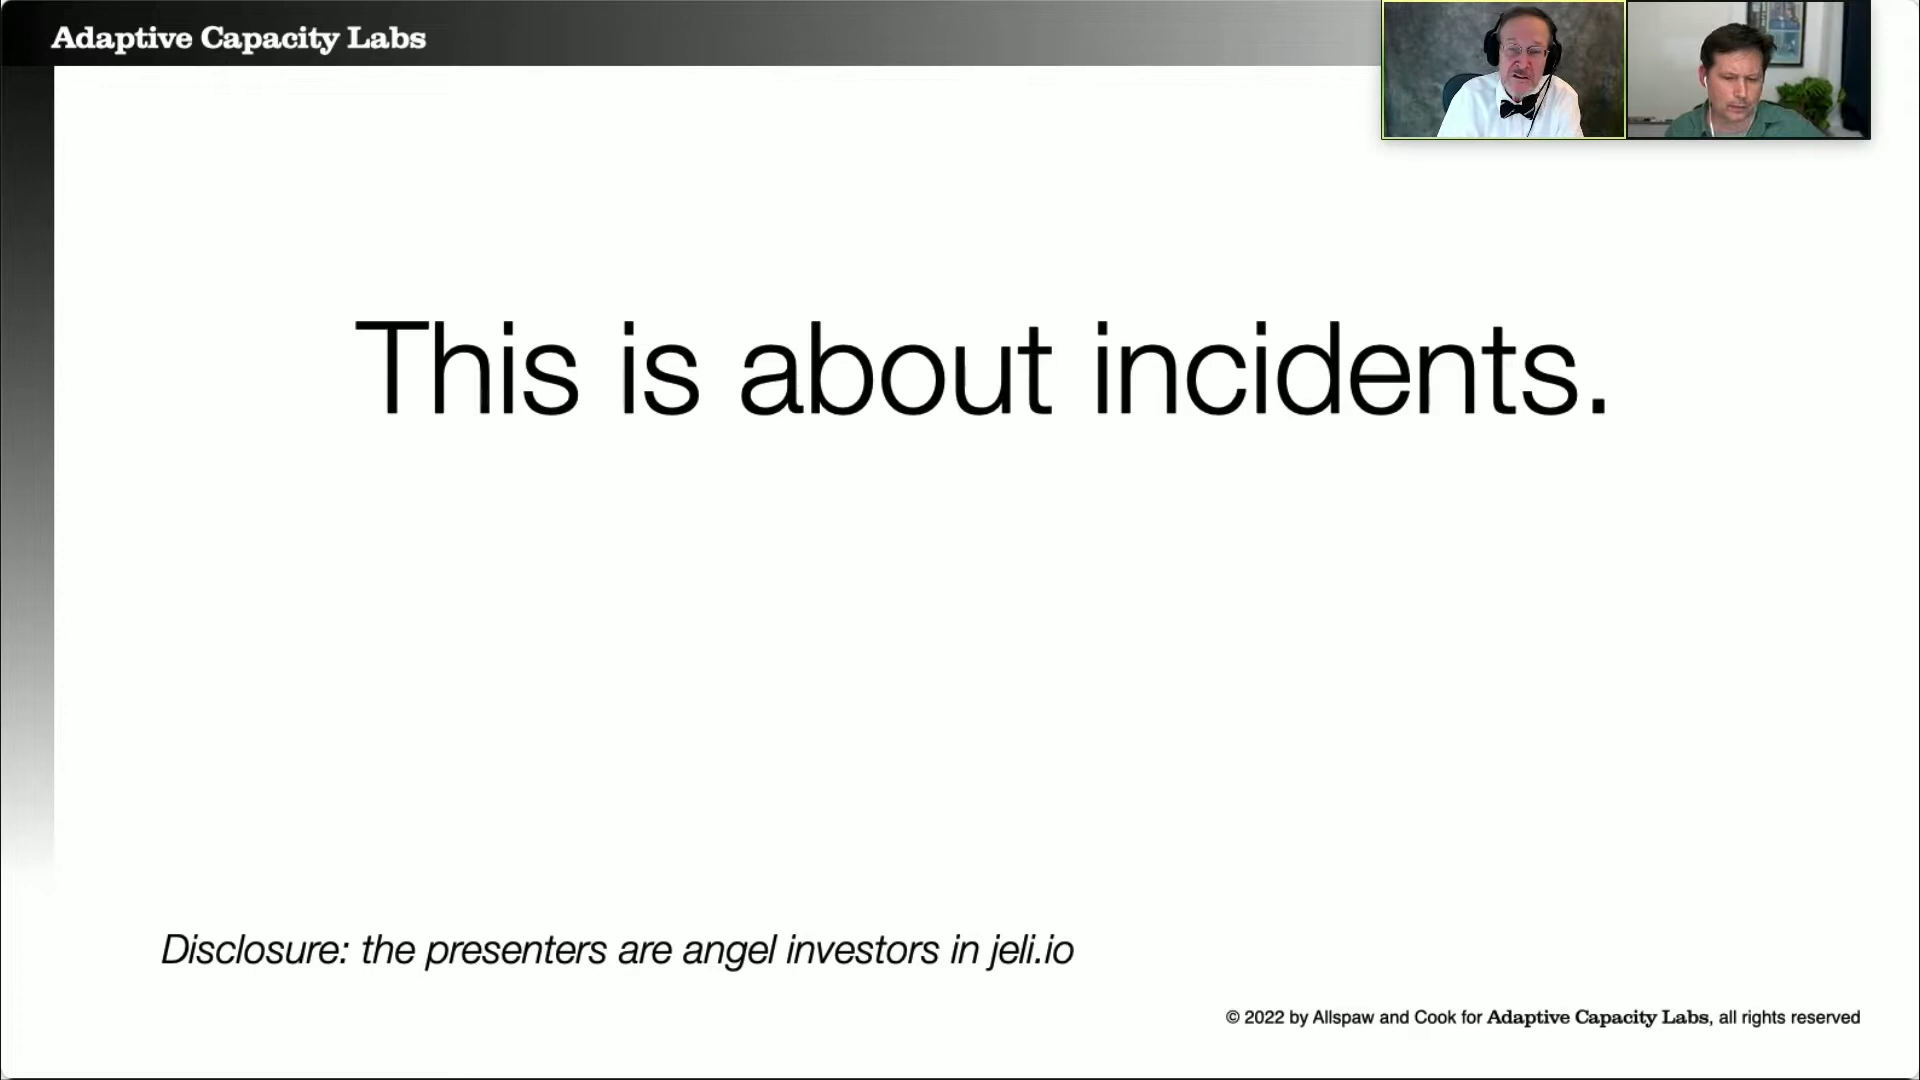 Adaptive Capacity Labs
This is about incidents.
Disclosure: the presenters are angel investors in jeli.io
© 2022 by Allspaw and Cook for Adaptive Capacity Labs, all rights reserved